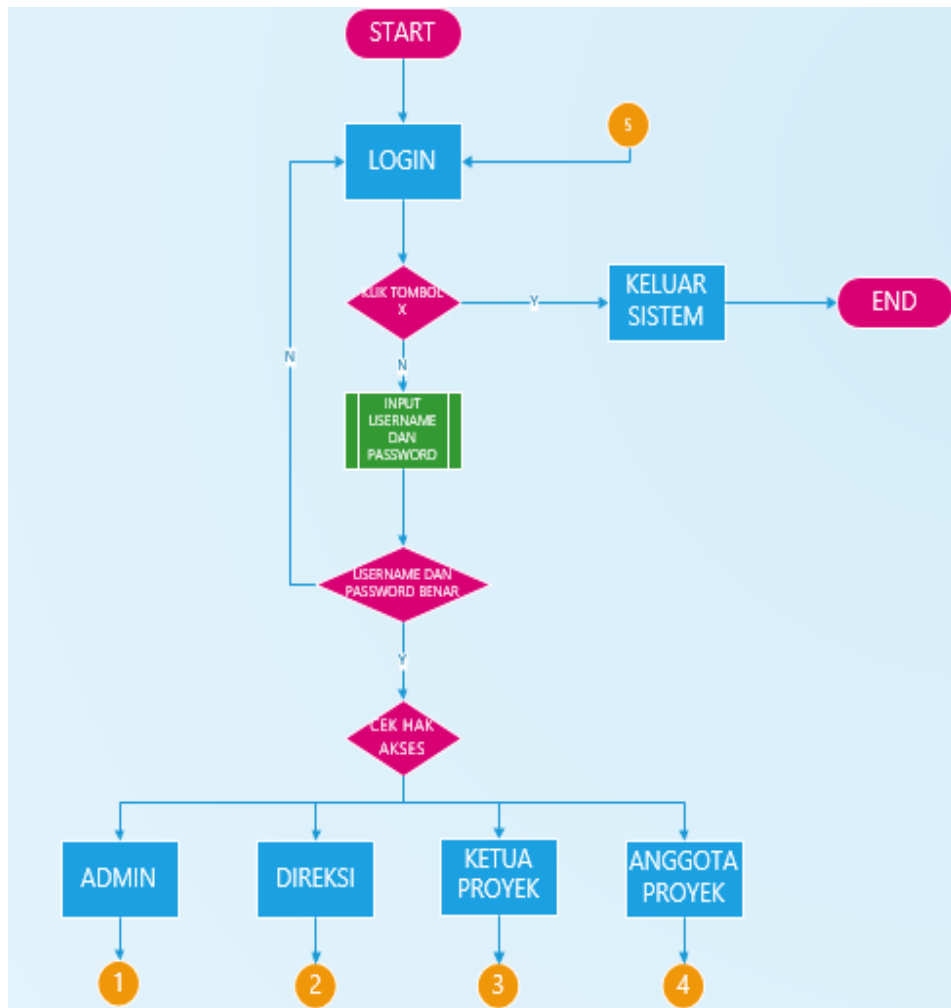 START
5
LOGIN
KLIK TOMBOL
X
Y
KELUAR
SISTEM
END
N
N
INPUT
USERNAME
DAN
PASSWORD
USERNAME DAN
PASSWORD BENAR
Y
CEK HAK
AKSES
ADMIN
DIREKSI
KETUA
PROYEK
ANGGOTA
PROYEK
1
2
3
4